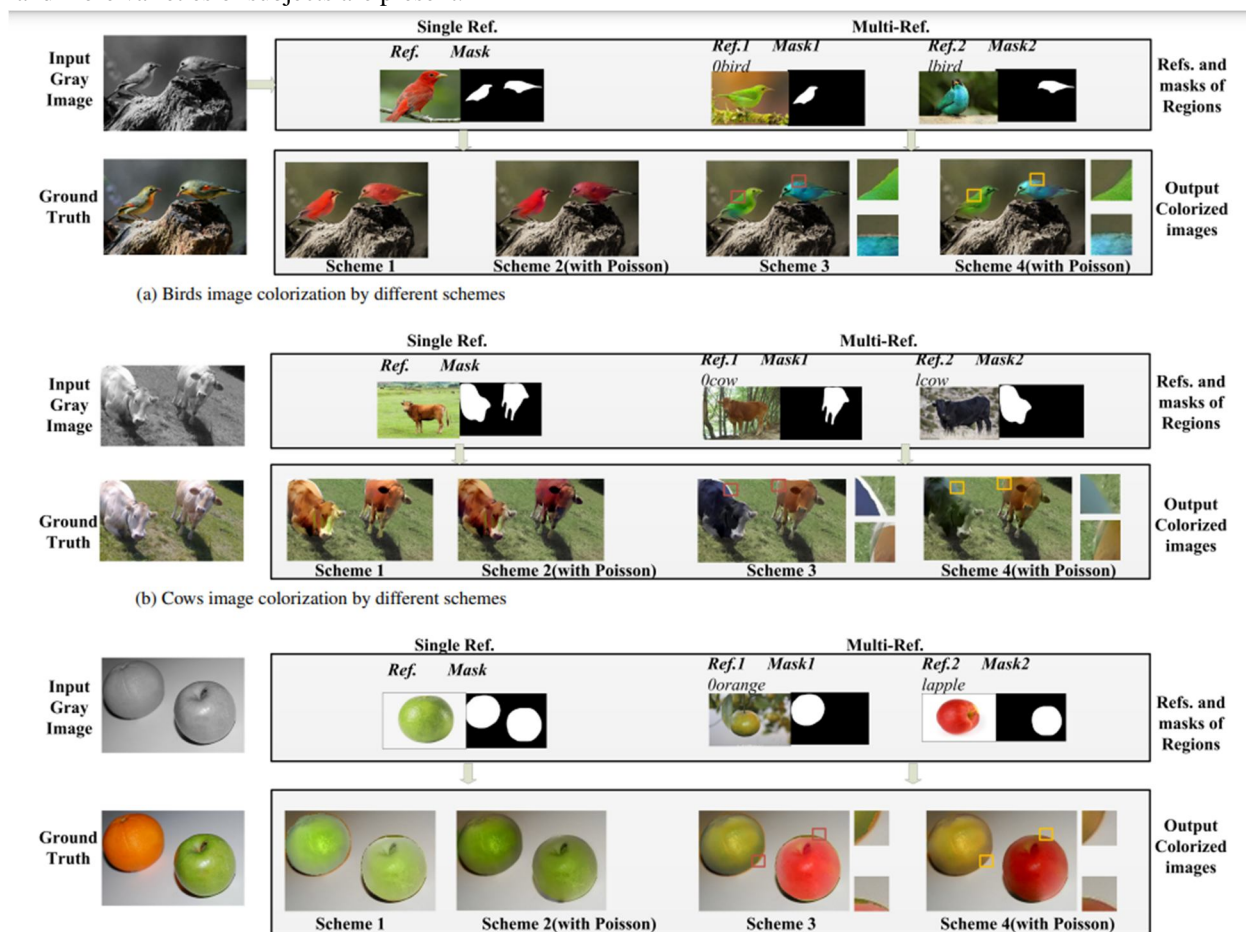 Single Ref.
Multi-Ref.
Input
Gray
Image
Ref. Mask
Ref.1 Mask1
0bird
Ref.2 Mask2
1bird
Refs. and
masks of
Regions
Ground
Truth
Scheme 1
Scheme 2(with Poisson)
Scheme 3
Scheme 4(with Poisson)
Output
Colorized
images
(a) Birds image colorization by different schemes
Single Ref.
Multi-Ref.
Input
Gray
Image
Ref. Mask
Ref.1 Mask1
0cow
Ref.2 Mask2
1cow
Refs. and
masks of
Regions
Ground
Truth
Scheme 1
Scheme 2(with Poisson)
Scheme 3
Scheme 4(with Poisson)
Output
Colorized
images
(b) Cows image colorization by different schemes
Single Ref.
Multi-Ref.
Input
Gray
Image
Ref. Mask
Ref.1 Mask1
0orange
Ref.2 Mask2
1apple
Refs. and
masks of
Regions
Ground
Truth
Scheme 1
Scheme 2(with Poisson)
Scheme 3
Scheme 4(with Poisson)
Output
Colorized
images